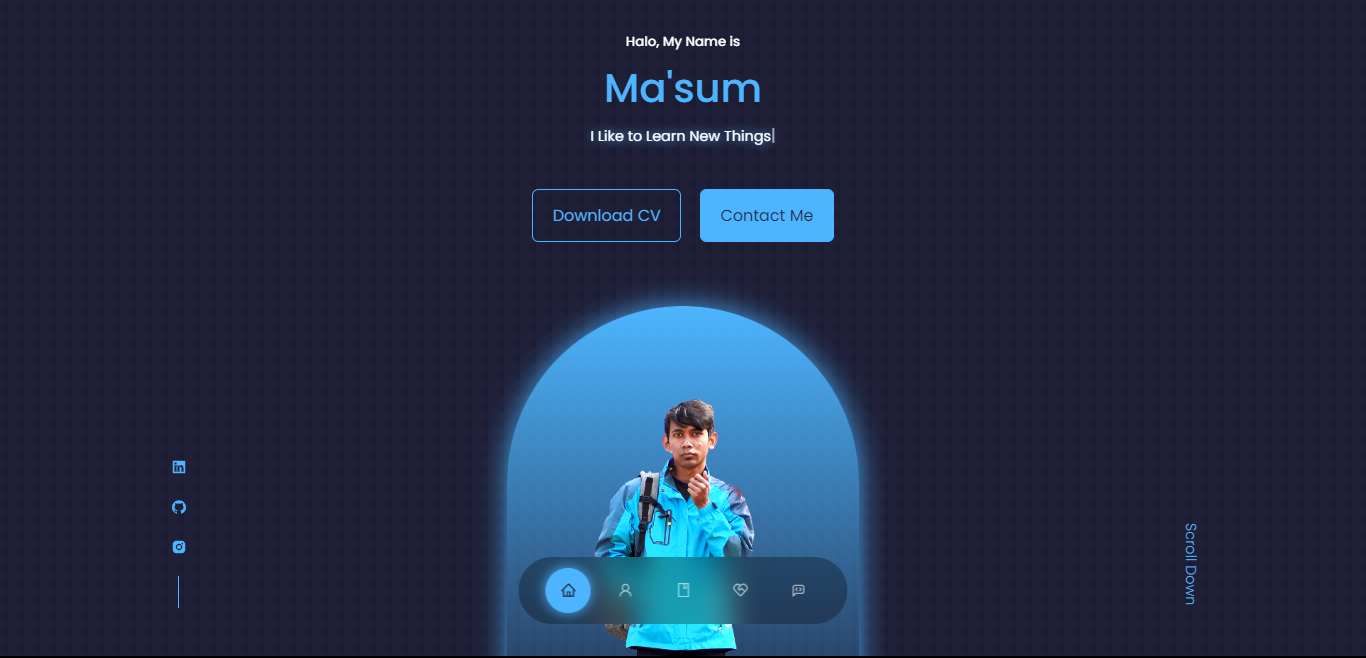 Halo, My Name is
Ma'sum
I Like to Learn New Things|
Download CV
Contact Me
Scroll Down